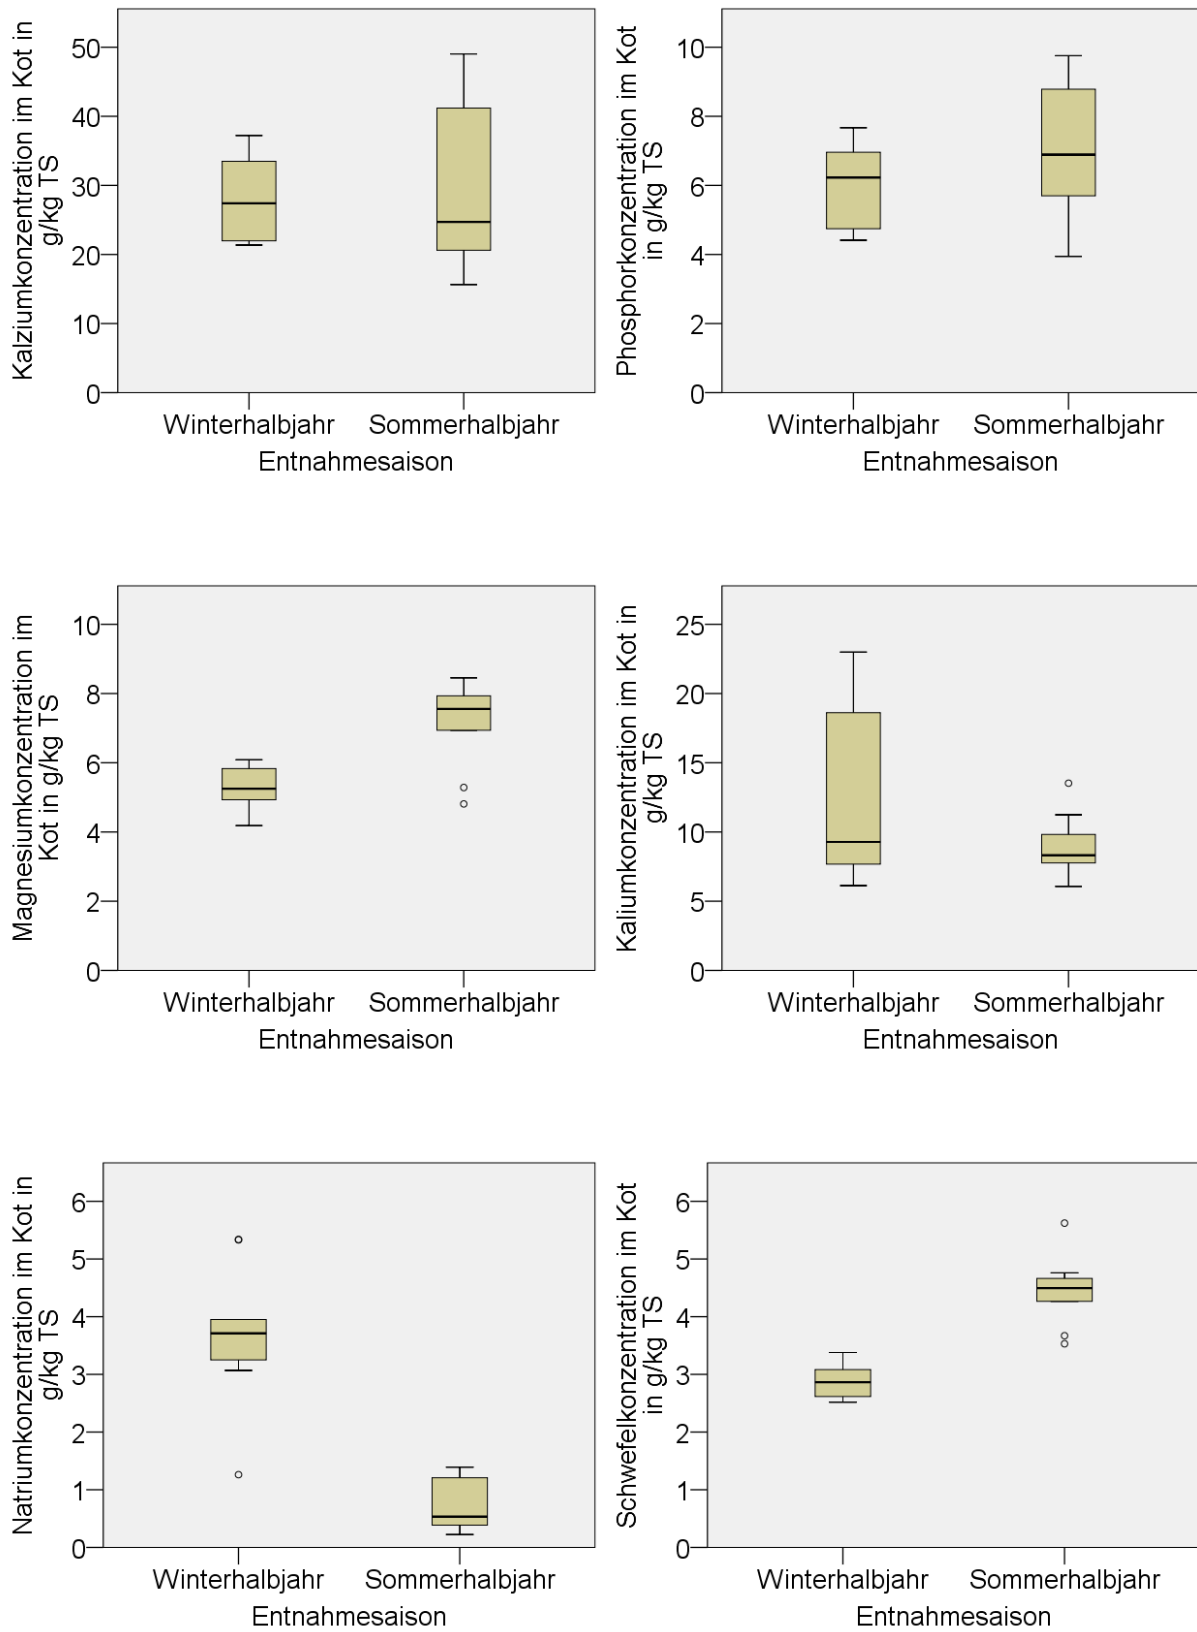 Kalziumkonzentration im Kot in
g/kg TS
50
40
30
20
10
0
Winterhalbjahr Sommerhalbjahr
Entnahmesaison
Phosphorkonzentration im Kot
in g/kg TS
10
8
6
4
2
0
Winterhalbjahr Sommerhalbjahr
Entnahmesaison
Magnesiumkonzentration im
Kot in g/kg TS
10
8
6
4
2
0
Winterhalbjahr Sommerhalbjahr
Entnahmesaison
Kaliumkonzentration im Kot in
g/kg TS
25
20
15
10
5
0
Winterhalbjahr Sommerhalbjahr
Entnahmesaison
Natriumkonzentration im Kot in
g/kg TS
6
5
4
3
2
1
0
Winterhalbjahr Sommerhalbjahr
Entnahmesaison
Schwefelkonzentration im Kot
in g/kg TS
6
5
4
3
2
1
0
Winterhalbjahr Sommerhalbjahr
Entnahmesaison